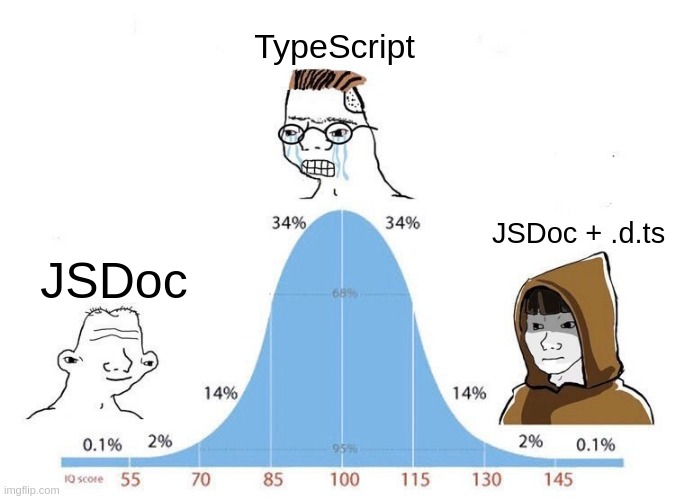 TypeScript
34% 34%
JSDoc + .d.ts
JSDoc
68%
14% 14%
0.1% 2% 95% 2% 0.1%
IQ score 55 70 85 100 115 130 145
imgflip.com